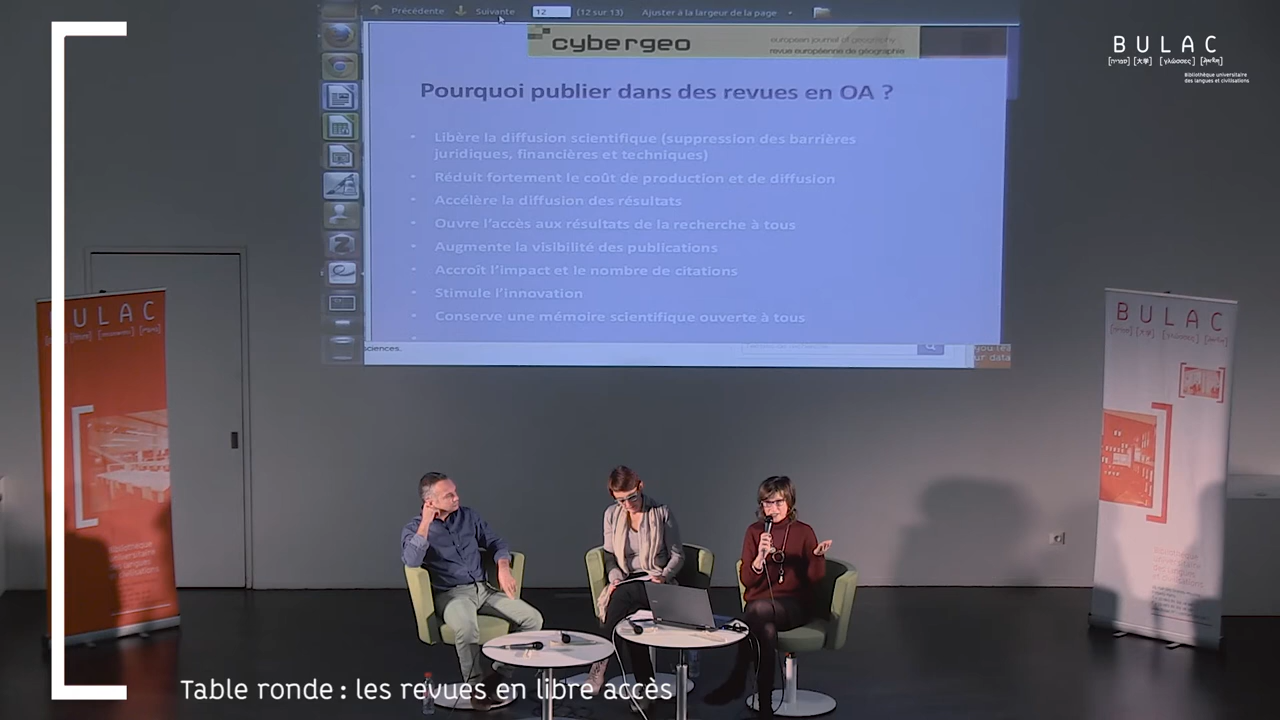 Précédente Suivante 12 (12 sur 13) Ajuster à la largeur de la page
cybergeo
european journal of geography
revue européenne de géographie
Pourquoi publier dans des revues en OA ?
• Libère la diffusion scientifique (suppression des barrières
juridiques, financières et techniques)
• Réduit fortement le coût de production et de diffusion
• Accélère la diffusion des résultats
• Ouvre l'accès aux résultats de la recherche à tous
• Augmente la visibilité des publications
• Accroît l'impact et le nombre de citations
• Stimule l'innovation
• Conserve une mémoire scientifique ouverte à tous
sciences.
BULAC
[大學] [γλώσσες]
Bibliothèque universitaire
des langues et civilisations
BULAC
BULAC
Table ronde : les revues en libre accès